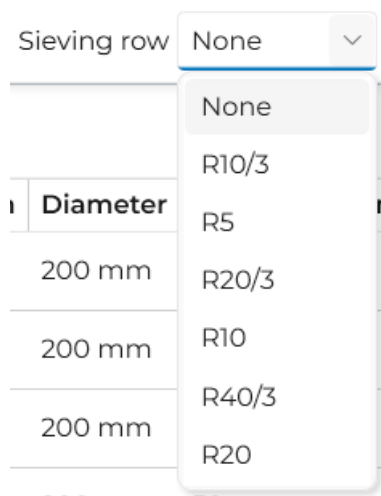 Sieving row None
None
R10/3
Diameter
R5
200 mm
R20/3
R10
200 mm
R40/3
200 mm
R20